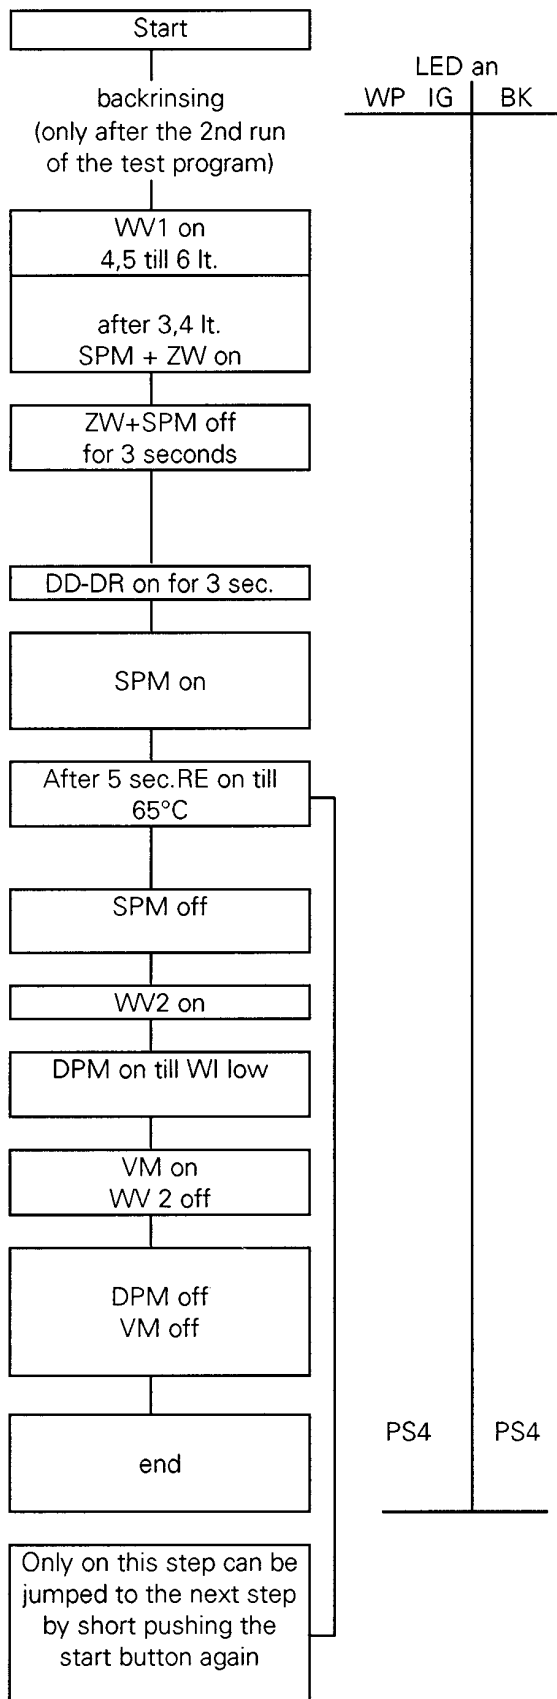 Start
backrinsing
(only after the 2nd run
of the test program)
LED an
WP IG BK
WV1 on
4,5 till 6 lt.
after 3,4 lt.
SPM + ZW on
ZW+SPM off
for 3 seconds
DD-DR on for 3 sec.
SPM on
After 5 sec.RE on till
65°C
SPM off
WV2 on
DPM on till WI low
VM on
WV 2 off
DPM off
VM off
end
PS4 PS4
Only on this step can be
jumped to the next step
by short pushing the
start button again